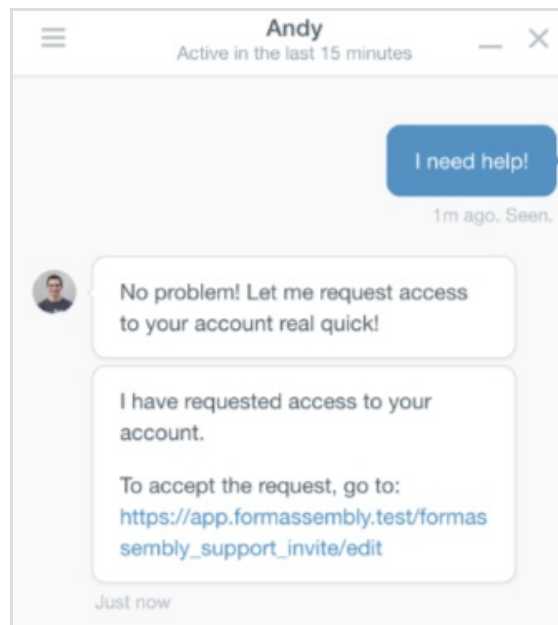 Andy
Active in the last 15 minutes
I need help!
1m ago. Seen.
No problem! Let me request access
to your account real quick!
I have requested access to your
account.
To accept the request, go to:
https://app.formassembly.test/formas
sembly_support_invite/edit
Just now